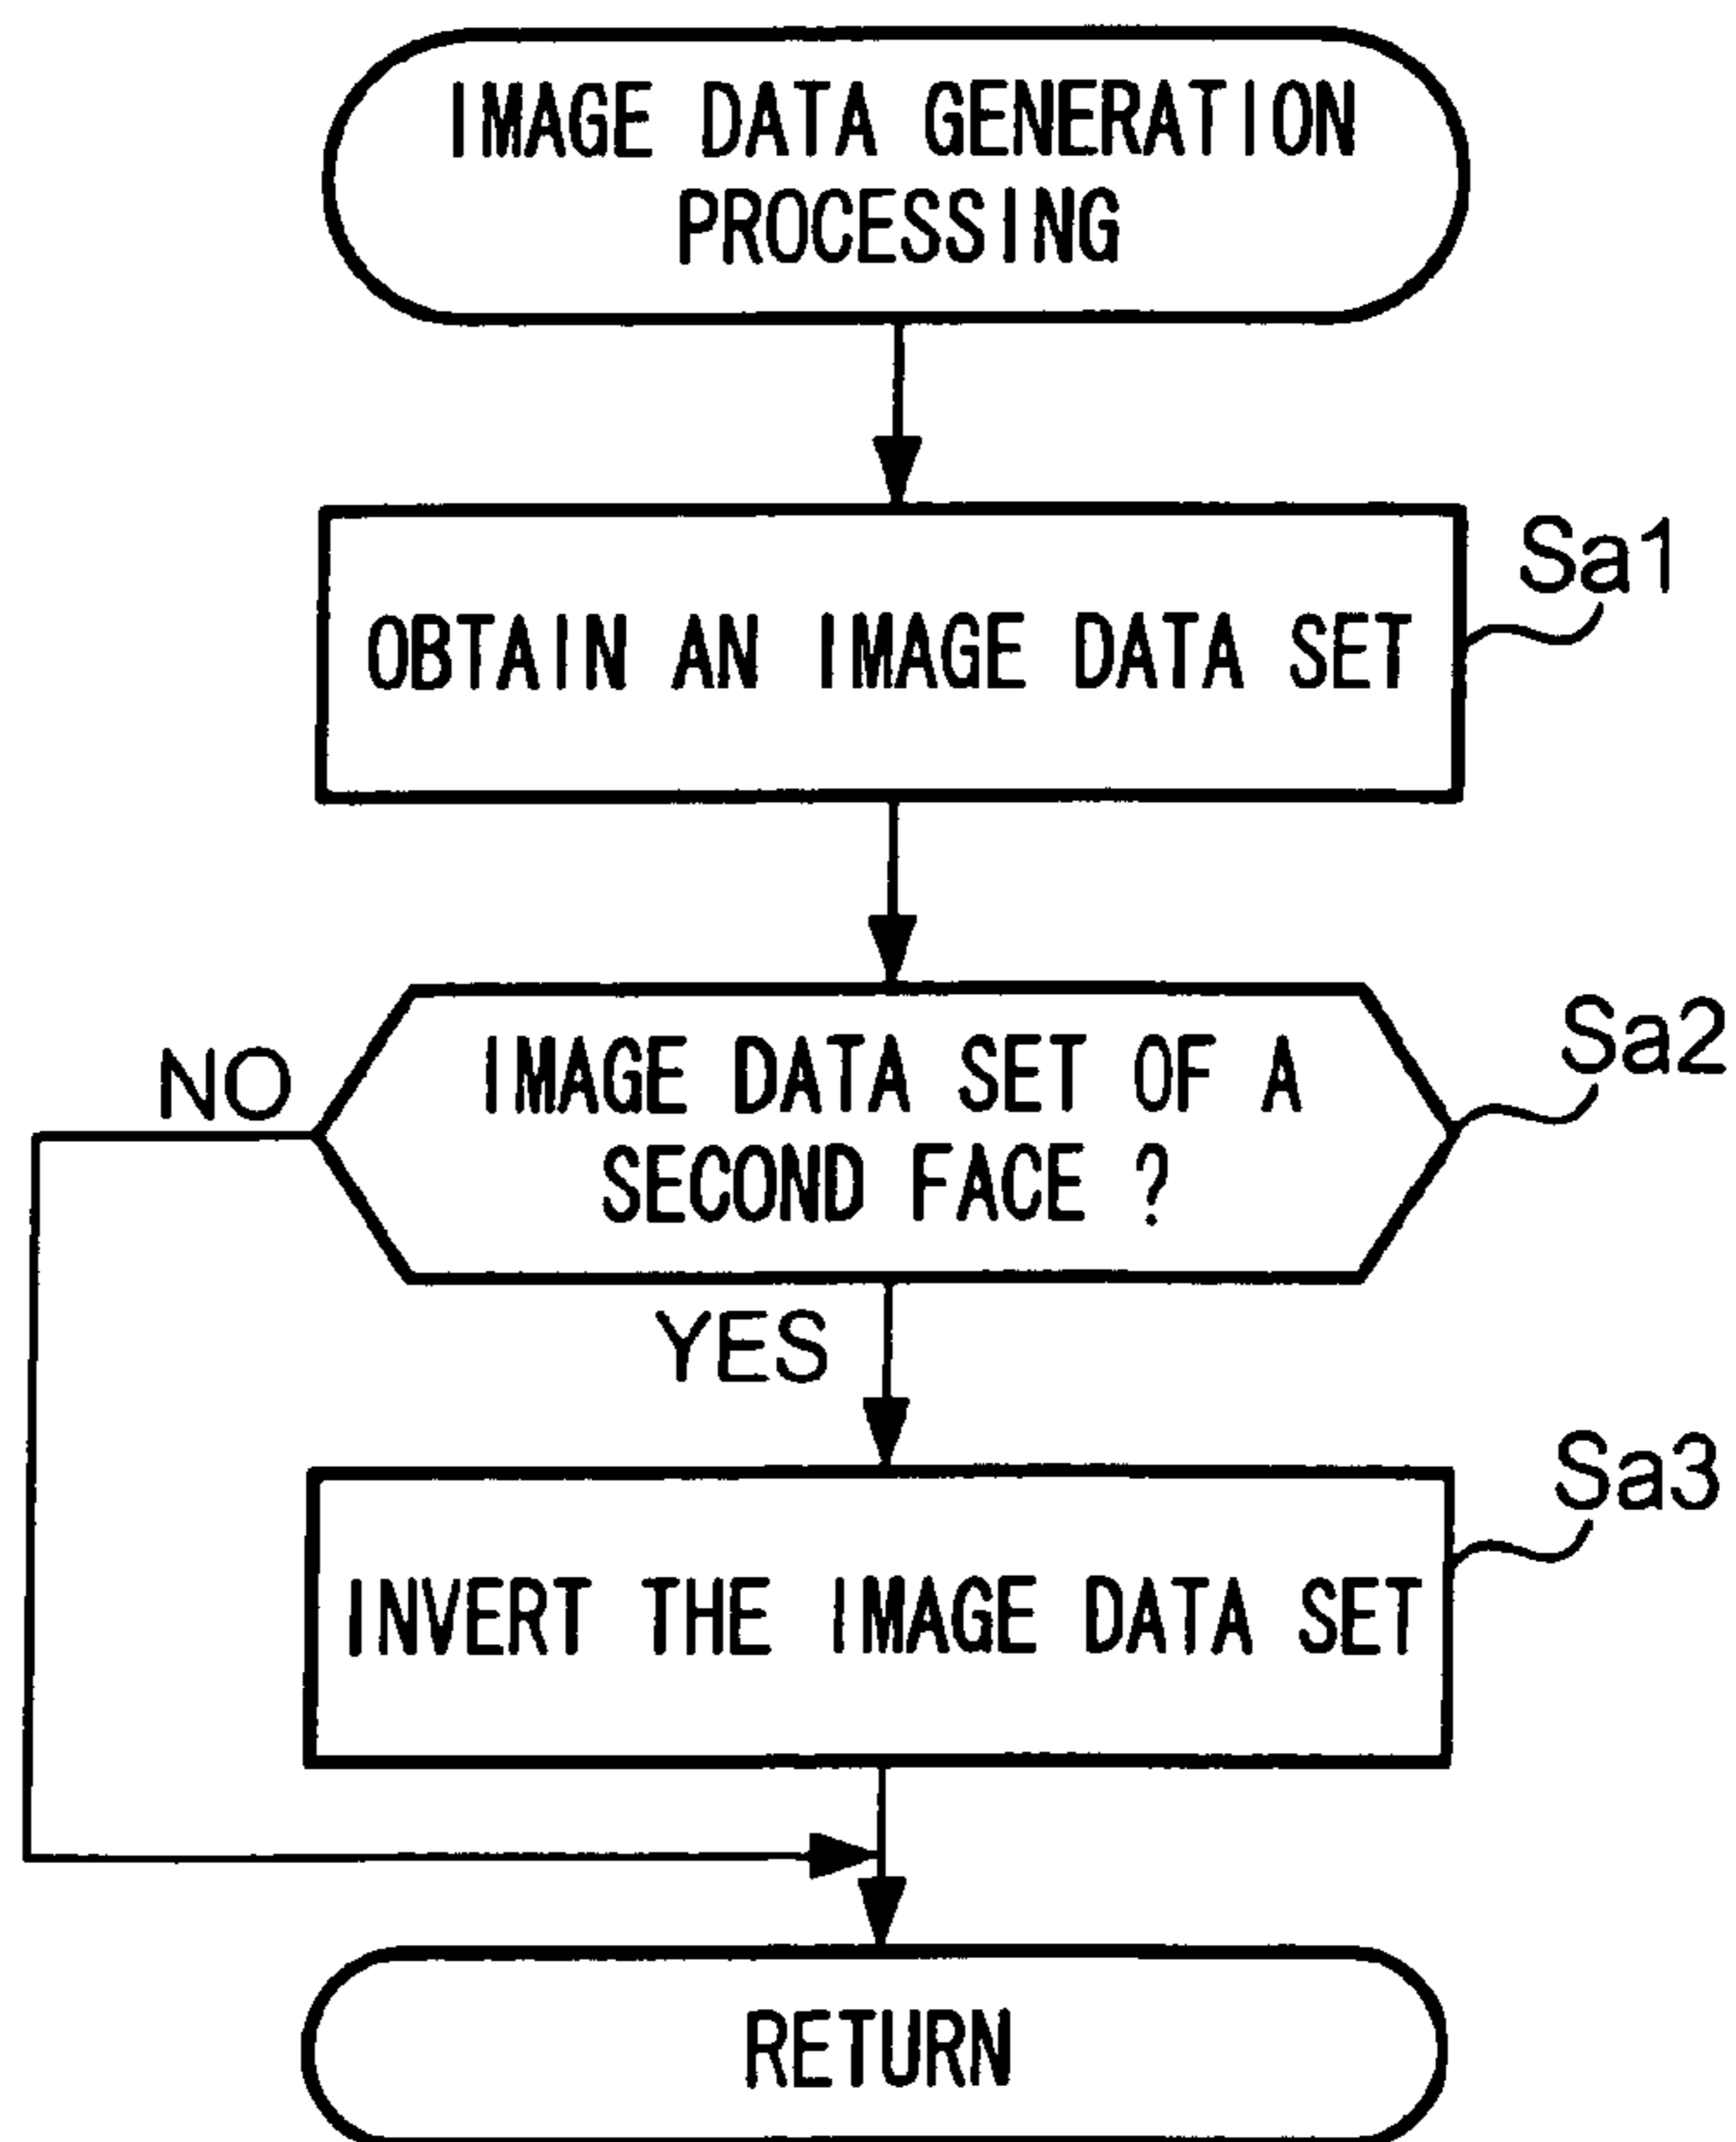 IMAGE DATA GENERATION
PROCESSING
Sa1
OBTAIN AN IMAGE DATA SET
Sa2
NO
IMAGE DATA SET OF A
SECOND FACE ?
YES
Sa3
INVERT THE IMAGE DATA SET
RETURN